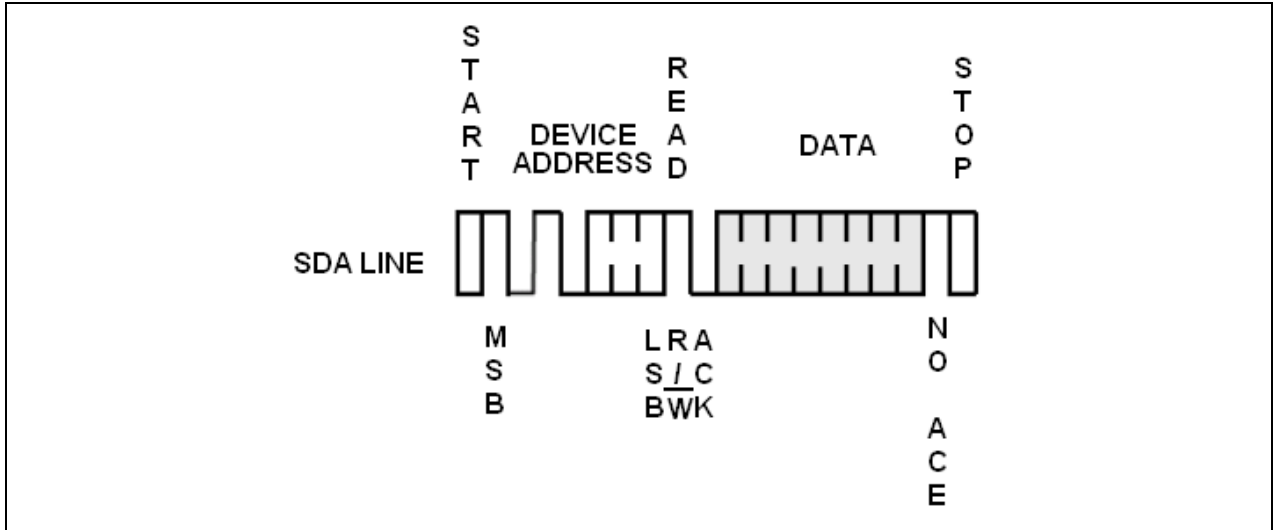 START
READ
STOP
DEVICE
ADDRESS
DATA
SDA LINE
MSB
LSB
R/W
ACK
NO ACE